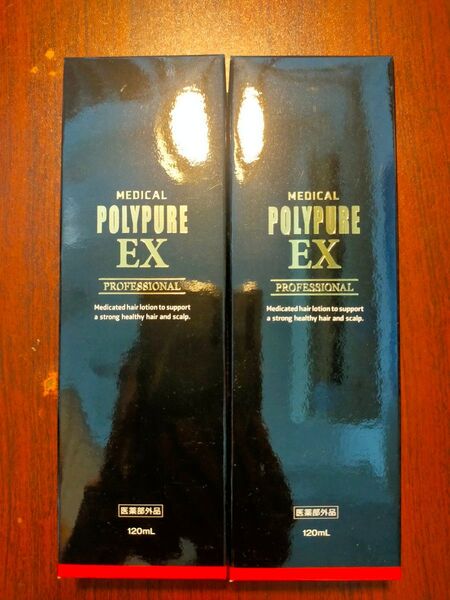 MEDICAL
POLYPURE
EX
PROFESSIONAL
Medicated hair lotion to support
a strong healthy hair and scalp.
医薬部外品
120mL
MEDICAL
POLYPURE
EX
PROFESSIONAL
Medicated hair lotion to support
a strong healthy hair and scalp.
医薬部外品
120mL